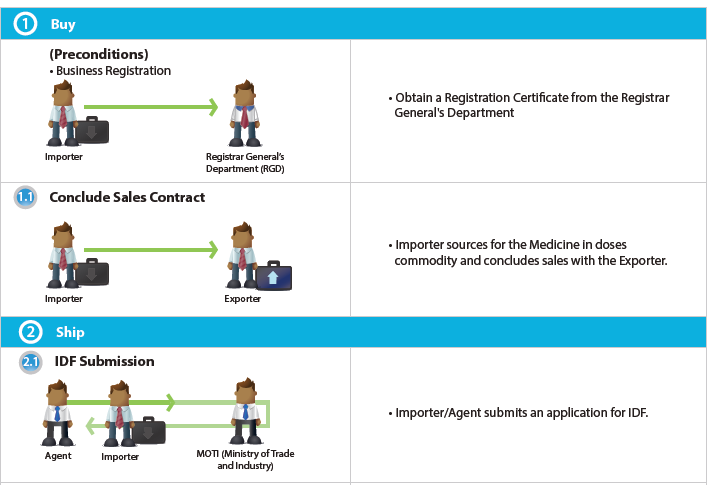 1 Buy
(Preconditions)
• Business Registration
Importer
Registrar General's
Department (RGD)
• Obtain a Registration Certificate from the Registrar
General's Department
1.1 Conclude Sales Contract
Importer
Exporter
• Importer sources for the Medicine in doses
commodity and concludes sales with the Exporter.
2 Ship
2.1 IDF Submission
Agent
Importer
MOTI (Ministry of Trade
and Industry)
• Importer/Agent submits an application for IDF.